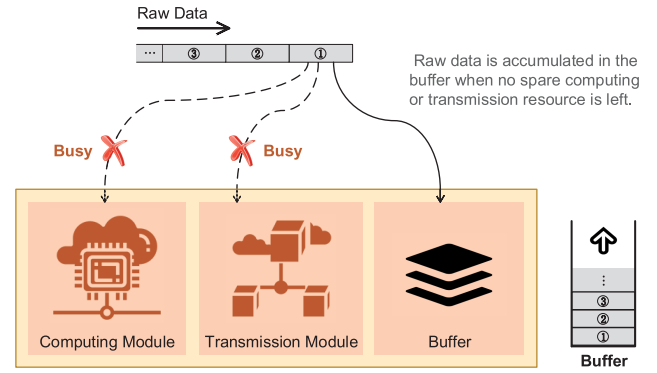 Raw Data
... ③ ② ①
Raw data is accumulated in the
buffer when no spare computing
or transmission resource is left.
Busy
Busy
Computing Module
Transmission Module
Buffer
⋮
③
②
①
Buffer